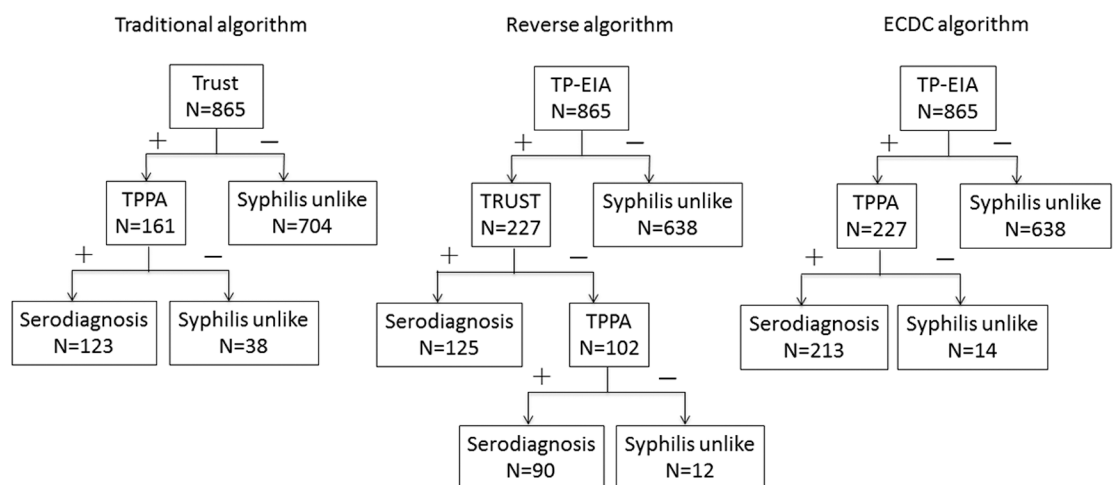 Traditional algorithm
Trust
N=865
+
−
TPPA
N=161
Syphilis unlike
N=704
+
−
Serodiagnosis
N=123
Syphilis unlike
N=38
Reverse algorithm
TP-EIA
N=865
+
−
TRUST
N=227
Syphilis unlike
N=638
+
−
Serodiagnosis
N=125
TPPA
N=102
+
−
Serodiagnosis
N=90
Syphilis unlike
N=12
ECDC algorithm
TP-EIA
N=865
+
−
TPPA
N=227
Syphilis unlike
N=638
+
−
Serodiagnosis
N=213
Syphilis unlike
N=14